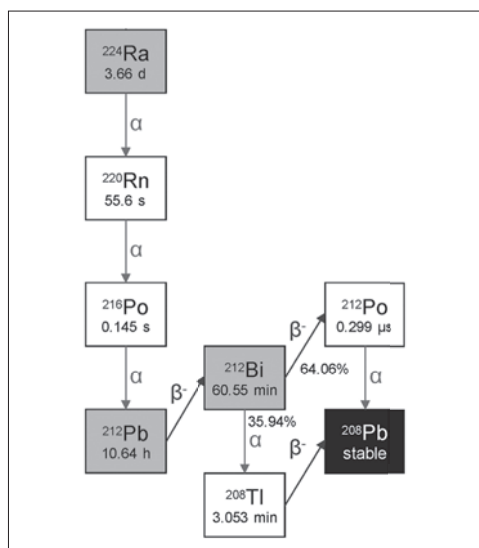 ²²⁴Ra
3.66 d
α
²²⁰Rn
55.6 s
α
²¹⁶Po
0.145 s
α
²¹²Pb
10.64 h
β⁻
²¹²Bi
60.55 min
β⁻
64.06%
²¹²Po
0.299 µs
α
35.94%
α
²⁰⁸Tl
3.053 min
β⁻
²⁰⁸Pb
stable